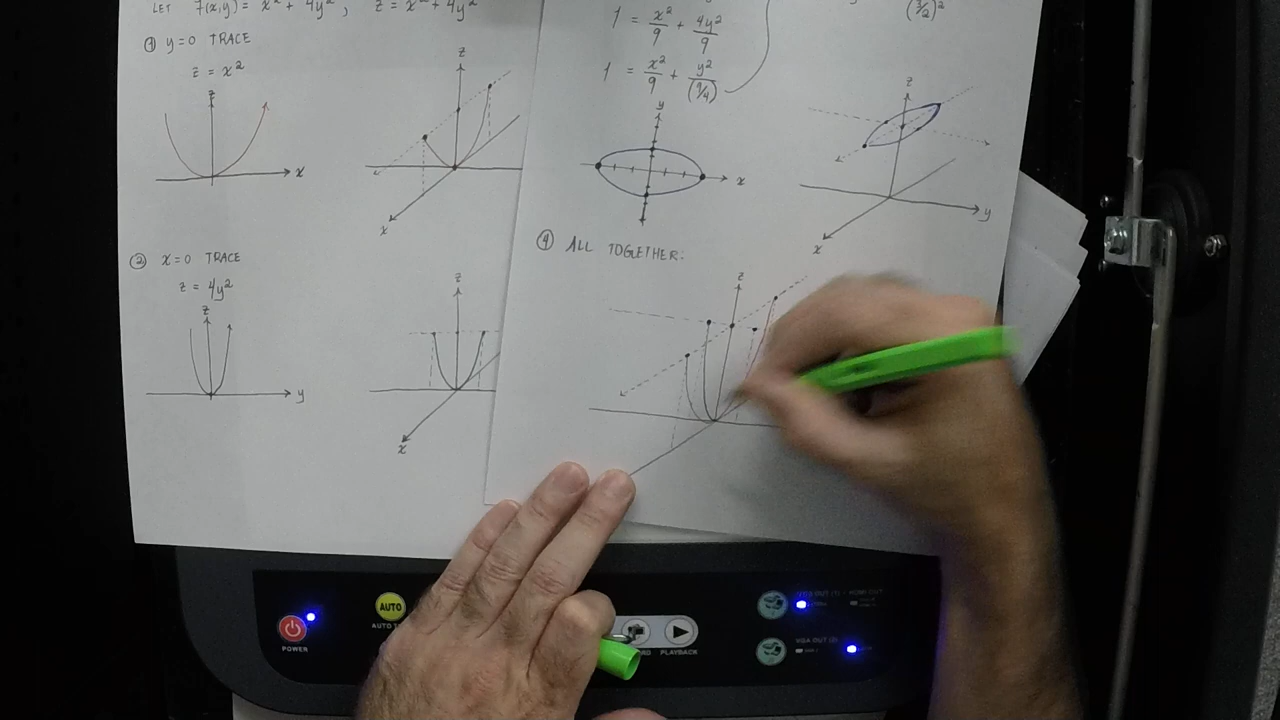 LET f(x,y) = x² + 4y², z = x² + 4y²
① y=0 TRACE
z = x²
z
x
z
x
② x=0 TRACE
z = 4y²
z
y
z
x
1 = x²/9 + 4y²/9
1 = x²/9 + y²/(9/4)
(3/2)²
y
x
z
y
x
④ ALL TOGETHER:
z
POWER
AUTO
PLAYBACK